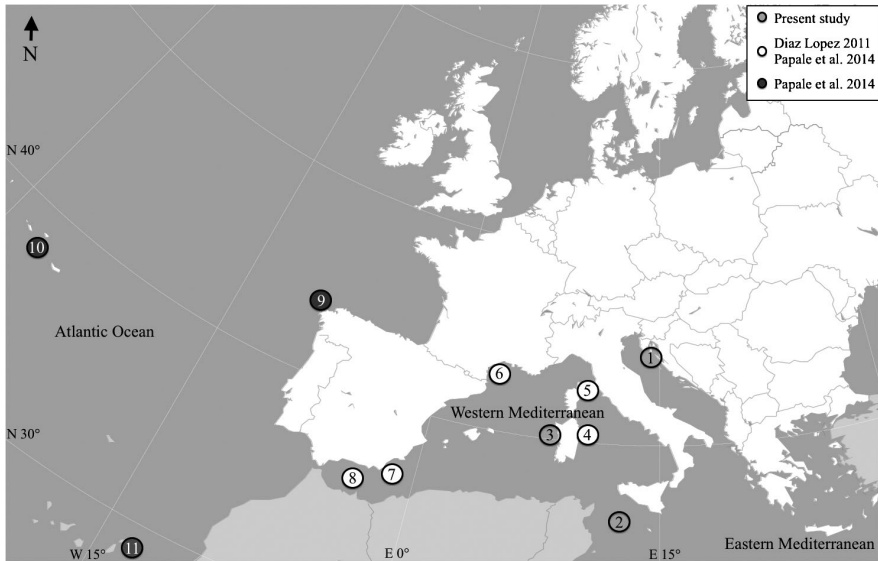 Present study
Diaz Lopez 2011
Papale et al. 2014
Papale et al. 2014
N
N 40°
10
9
Atlantic Ocean
1
6
5
Western Mediterranean
N 30°
3
4
8
7
2
11
W 15°
E 0°
E 15°
Eastern Mediterranean